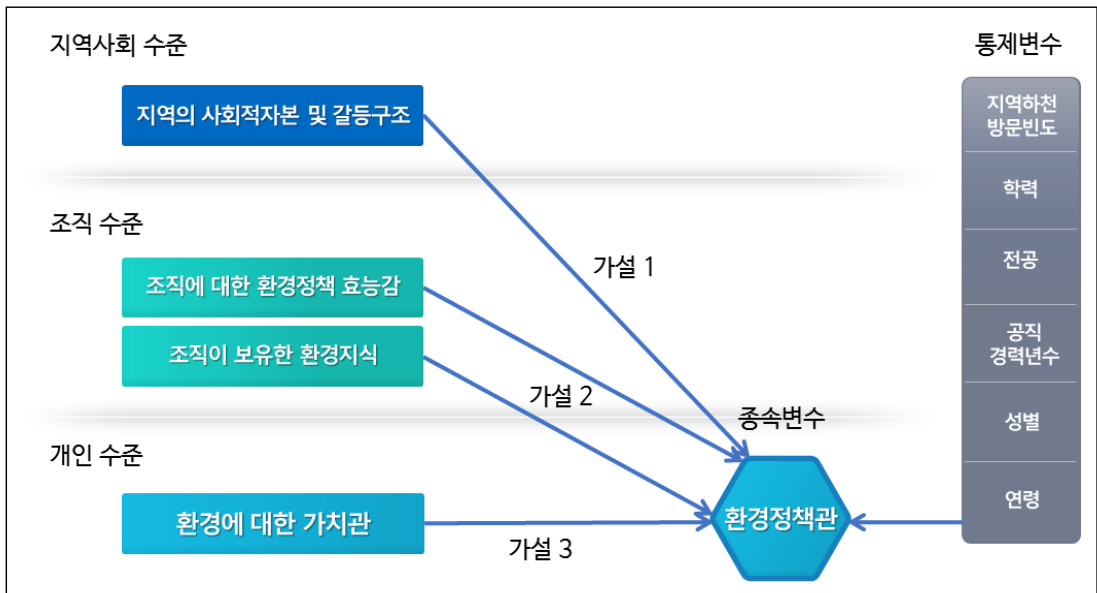 지역사회 수준
지역의 사회적자본 및 갈등구조
조직 수준
조직에 대한 환경정책 효능감
조직이 보유한 환경지식
개인 수준
환경에 대한 가치관
가설 1
가설 2
가설 3
종속변수
환경정책관
통제변수
지역하천
방문빈도
학력
전공
공직
경력년수
성별
연령